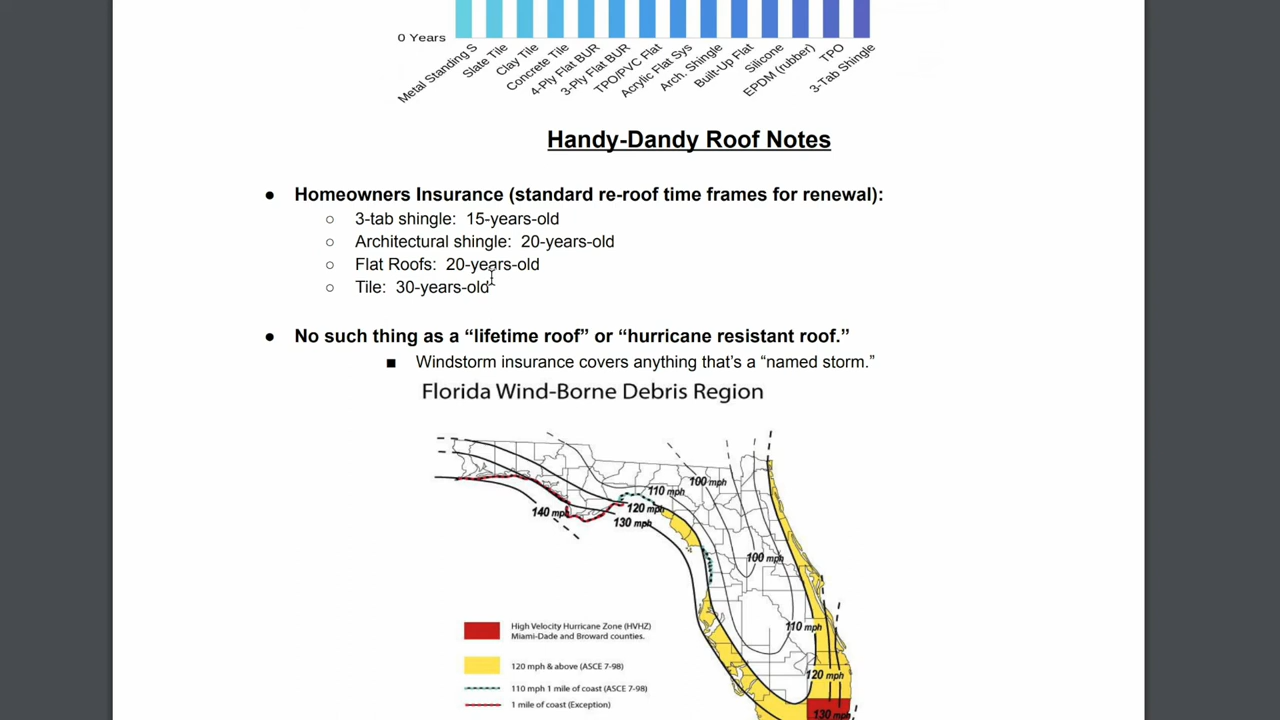 0 Years
Metal Standing S
Slate Tile
Clay Tile
Concrete Tile
4-Ply Flat BUR
3-Ply Flat BUR
TPO/PVC Flat
Acrylic Flat Sys
Arch. Shingle
Built-Up Flat
Silicone
EPDM (rubber)
TPO
3-Tab Shingle
Handy-Dandy Roof Notes
● Homeowners Insurance (standard re-roof time frames for renewal):
○ 3-tab shingle: 15-years-old
○ Architectural shingle: 20-years-old
○ Flat Roofs: 20-years-old
○ Tile: 30-years-old
● No such thing as a “lifetime roof” or “hurricane resistant roof.”
■ Windstorm insurance covers anything that’s a “named storm.”
Florida Wind-Borne Debris Region
100 mph
110 mph
120 mph
140 mph
130 mph
100 mph
110 mph
120 mph
130 mph
High Velocity Hurricane Zone (HVHZ)
Miami-Dade and Broward counties.
120 mph & above (ASCE 7-98)
110 mph 1 mile of coast (ASCE 7-98)
1 mile of coast (Exception)